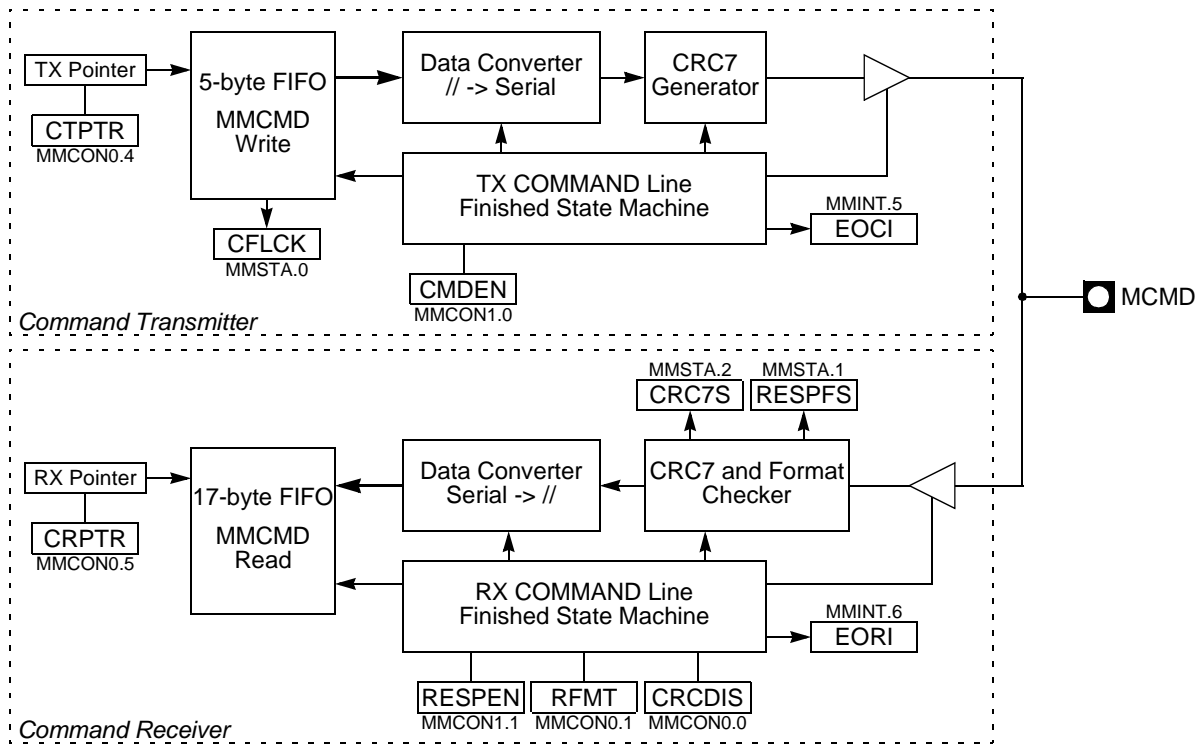 TX Pointer
CTPTR
MMCON0.4
5-byte FIFO
MMCMD
Write
CFLCK
MMSTA.0
Data Converter
// -> Serial
CRC7
Generator
TX COMMAND Line
Finished State Machine
MMINT.5
EOCI
CMDEN
MMCON1.0
Command Transmitter
MCMD
MMSTA.2
CRC7S
MMSTA.1
RESPFS
RX Pointer
CRPTR
MMCON0.5
17-byte FIFO
MMCMD
Read
Data Converter
Serial -> //
CRC7 and Format
Checker
RX COMMAND Line
Finished State Machine
MMINT.6
EORI
RESPEN
MMCON1.1
RFMT
MMCON0.1
CRCDIS
MMCON0.0
Command Receiver